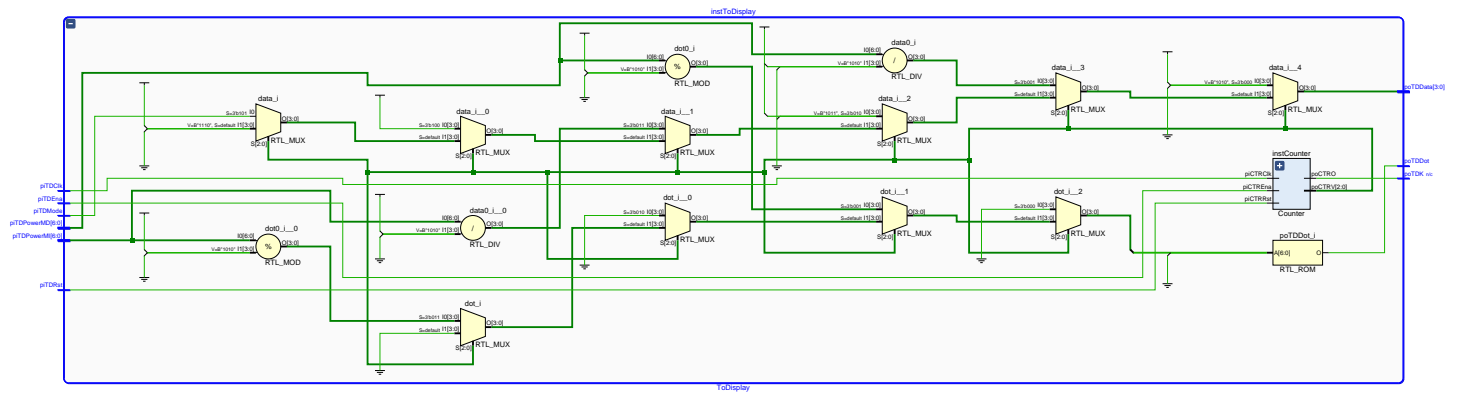 instToDisplay
dot0_i
I0[6:0]
V=B"1010" I1[3:0]
%
O[3:0]
RTL_MOD
data0_i
I0[6:0]
V=B"1010" I1[3:0]
/
O[3:0]
RTL_DIV
data_i
S=3'b101 I0
V=B"1110", S=default I1[3:0]
S[2:0]
O[3:0]
RTL_MUX
data_i__0
S=3'b100 I0[3:0]
S=default I1[3:0]
S[2:0]
O[3:0]
RTL_MUX
data_i__1
S=3'b011 I0[3:0]
S=default I1[3:0]
S[2:0]
O[3:0]
RTL_MUX
data_i__2
V=B"1011", S=3'b010 I0[3:0]
S=default I1[3:0]
S[2:0]
O[3:0]
RTL_MUX
data_i__3
S=3'b001 I0[3:0]
S=default I1[3:0]
S[2:0]
O[3:0]
RTL_MUX
data_i__4
V=B"1010", S=3'b000 I0[3:0]
S=default I1[3:0]
S[2:0]
O[3:0]
RTL_MUX
poTDData[3:0]
poTDDot
poTDK n/c
piTDClk
piTDEna
piTDMode
piTDPowerMD[6:0]
piTDPowerMI[6:0]
piTDRst
instCounter
piCTRClk
piCTREna
piCTRRst
poCTRO
poCTRV[2:0]
Counter
dot0_i__0
I0[6:0]
V=B"1010" I1[3:0]
%
O[3:0]
RTL_MOD
data0_i__0
I0[6:0]
V=B"1010" I1[3:0]
/
O[3:0]
RTL_DIV
dot_i__0
S=3'b010 I0[3:0]
S=default I1[3:0]
S[2:0]
O[3:0]
RTL_MUX
dot_i__1
S=3'b001 I0[3:0]
S=default I1[3:0]
S[2:0]
O[3:0]
RTL_MUX
dot_i__2
S=3'b000 I0[3:0]
S=default I1[3:0]
S[2:0]
O[3:0]
RTL_MUX
poTDDot_i
A[6:0]
O
RTL_ROM
dot_i
S=3'b011 I0[3:0]
S=default I1[3:0]
S[2:0]
O[3:0]
RTL_MUX
ToDisplay